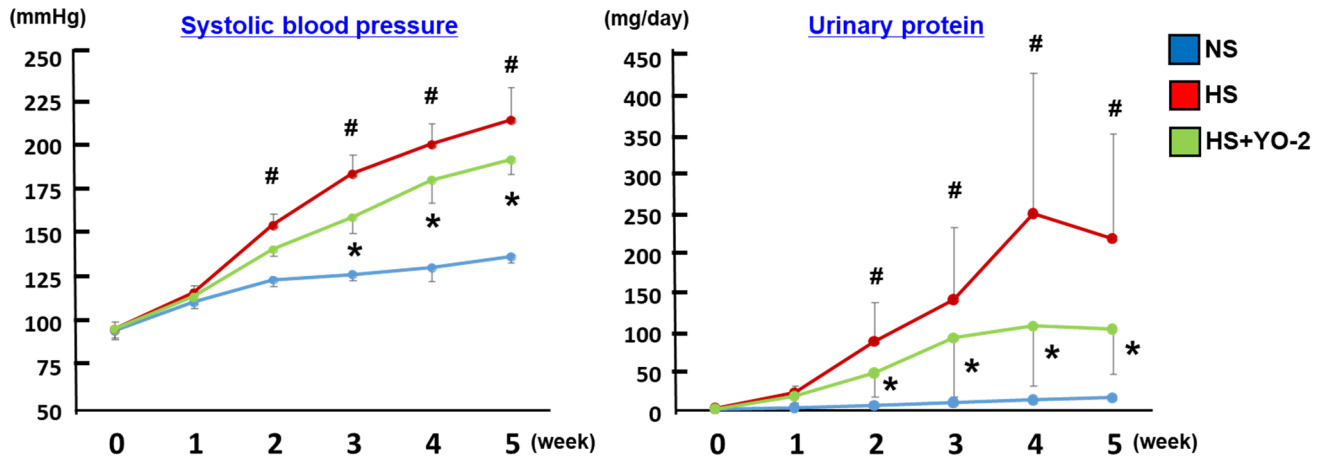 (mmHg)
Systolic blood pressure
250
225
200
175
150
125
100
75
50
# # # #
* * *
0 1 2 3 4 5 (week)
(mg/day)
Urinary protein
450
400
350
300
250
200
150
100
50
0
# # # #
* * * *
0 1 2 3 4 5 (week)
NS
HS
HS+YO-2